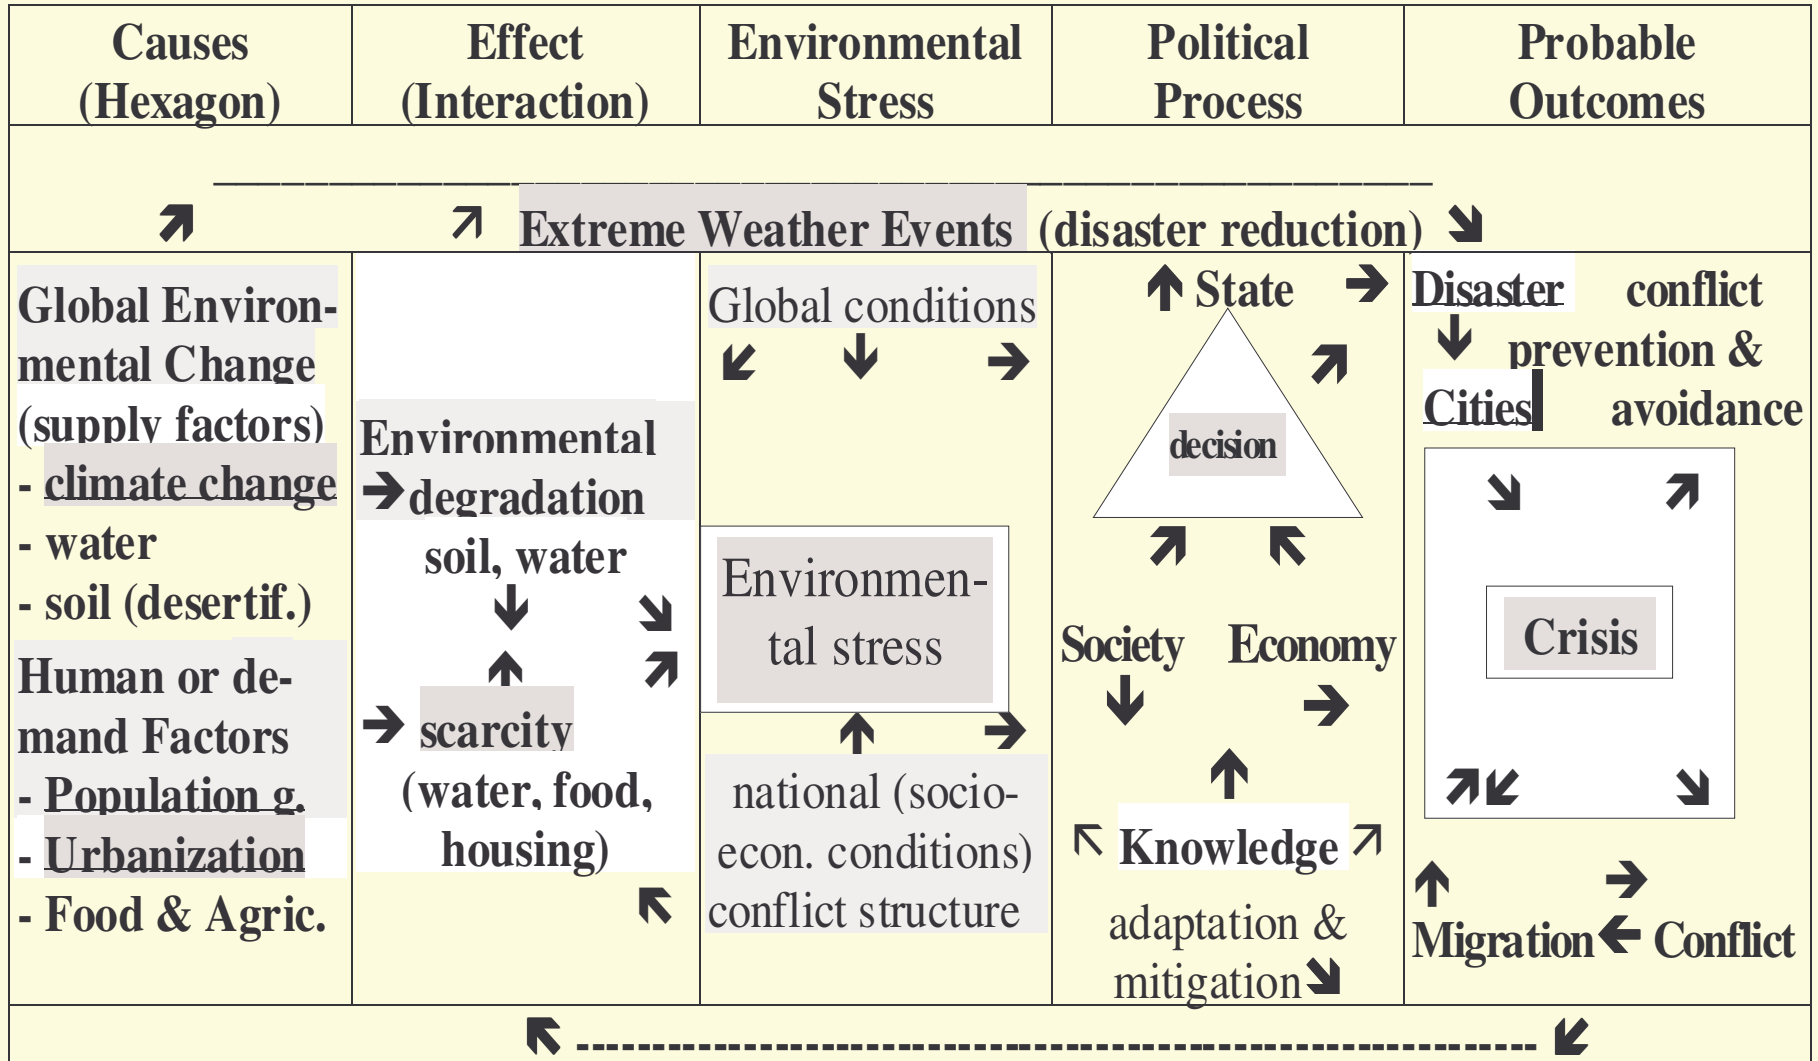 Causes
(Hexagon)
Effect
(Interaction)
Environmental
Stress
Political
Process
Probable
Outcomes
Extreme Weather Events (disaster reduction)
Global Environ-
mental Change
(supply factors)
- climate change
- water
- soil (desertif.)
Human or de-
mand Factors
- Population g.
- Urbanization
- Food & Agric.
Environmental
degradation
soil, water
scarcity
(water, food,
housing)
Global conditions
Environmen-
tal stress
national (socio-
econ. conditions)
conflict structure
State
decision
Society Economy
Knowledge
adaptation &
mitigation
Disaster conflict
prevention &
Cities avoidance
Crisis
Migration Conflict